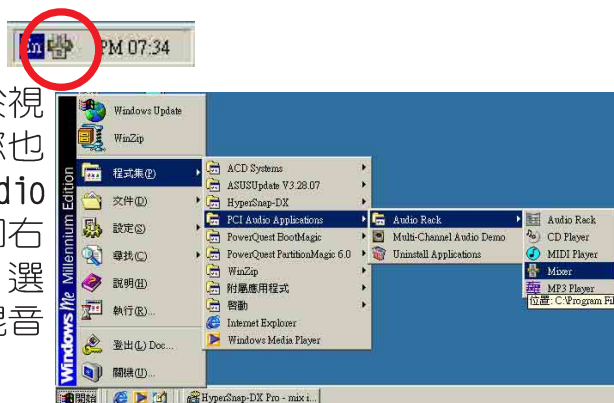 En PM 07:34
視
也
dio
右
選
音
Windows Me Millennium Edition
Windows Update
WinZip
程式集(P)
文件(D)
設定(S)
尋找(C)
說明(H)
執行(R)...
登出(L) Doc...
關機(U)...
ACD Systems
ASUSUpdate V3.28.07
HyperSnap-DX
PCI Audio Applications
PowerQuest BootMagic
PowerQuest PartitionMagic 6.0
WinZip
附屬應用程式
啟動
Internet Explorer
Windows Media Player
Audio Rack
Multi-Channel Audio Demo
Uninstall Applications
Audio Rack
CD Player
MIDI Player
Mixer
MP3 Player
位置: C:\Program Fil
開始
HyperSnap-DX Pro - mix i...